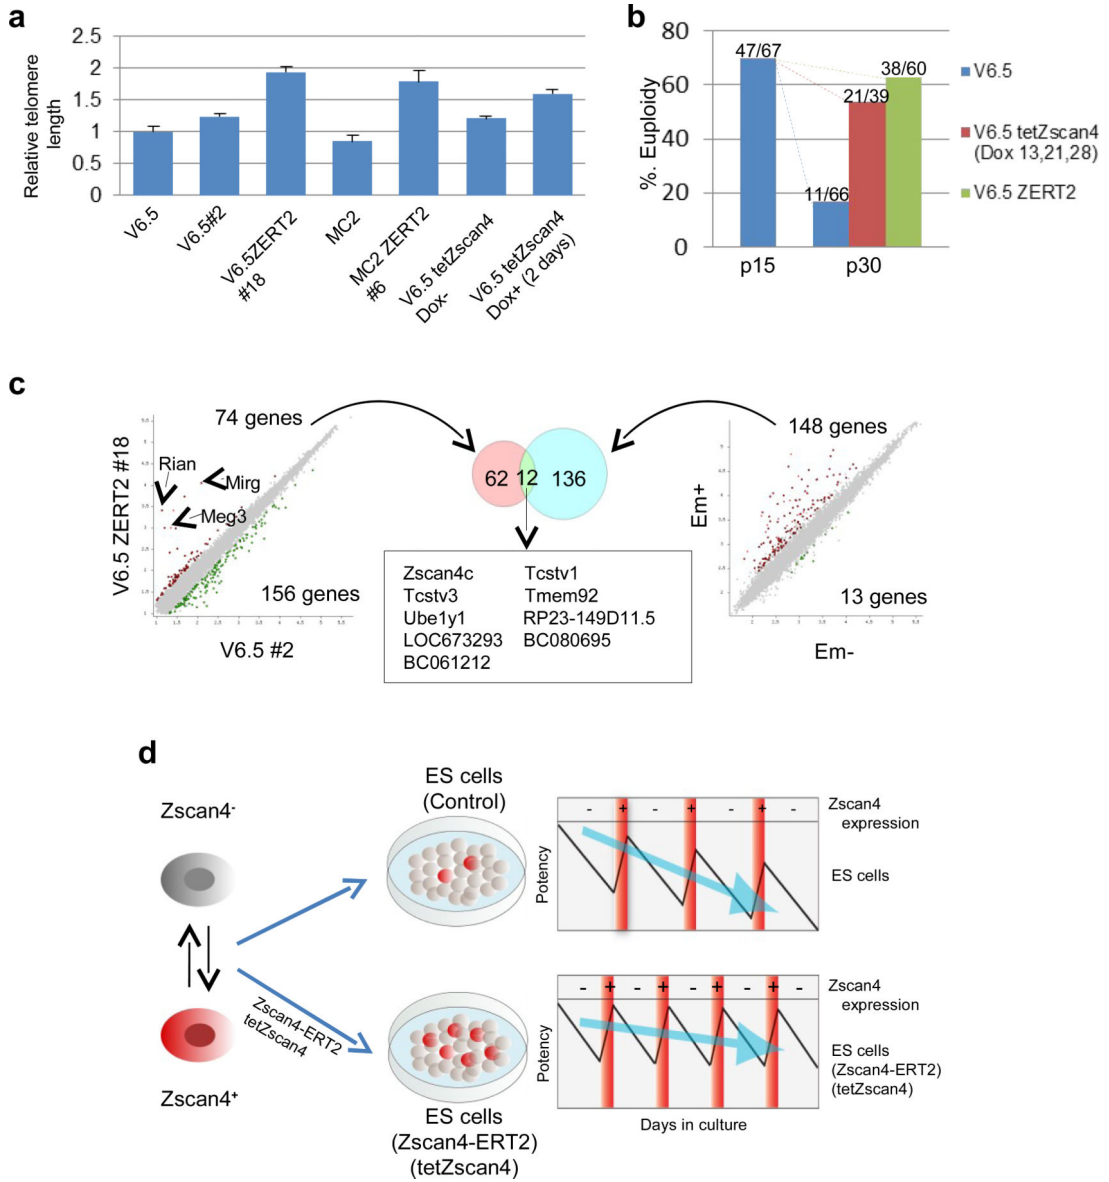 a
2.5
2
1.5
1
0.5
0
Relative telomere
length
V6.5
V6.5#2
V6.5ZERT2
#18
MC2
MC2 ZERT2
#6
V6.5 tetZscan4
Dox-
V6.5 tetZscan4
Dox+ (2 days)
b
80
60
40
20
0
%. Euploidy
47/67
11/66
21/39
38/60
p15
p30
V6.5
V6.5 tetZscan4
(Dox 13,21,28)
V6.5 ZERT2
c
74 genes
Rian
Mirg
Meg3
156 genes
V6.5 ZERT2 #18
V6.5 #2
62
12
136
148 genes
13 genes
Em+
Em-
Zscan4c
Tcstv1
Tcstv3
Tmem92
Ube1y1
RP23-149D11.5
LOC673293
BC080695
BC061212
d
Zscan4-
Zscan4+
Zscan4-ERT2
tetZscan4
ES cells
(Control)
- + - + - + -
Zscan4
expression
Potency
ES cells
ES cells
(Zscan4-ERT2)
(tetZscan4)
- + - + - + - + -
Zscan4
expression
Potency
ES cells
(Zscan4-ERT2)
(tetZscan4)
Days in culture